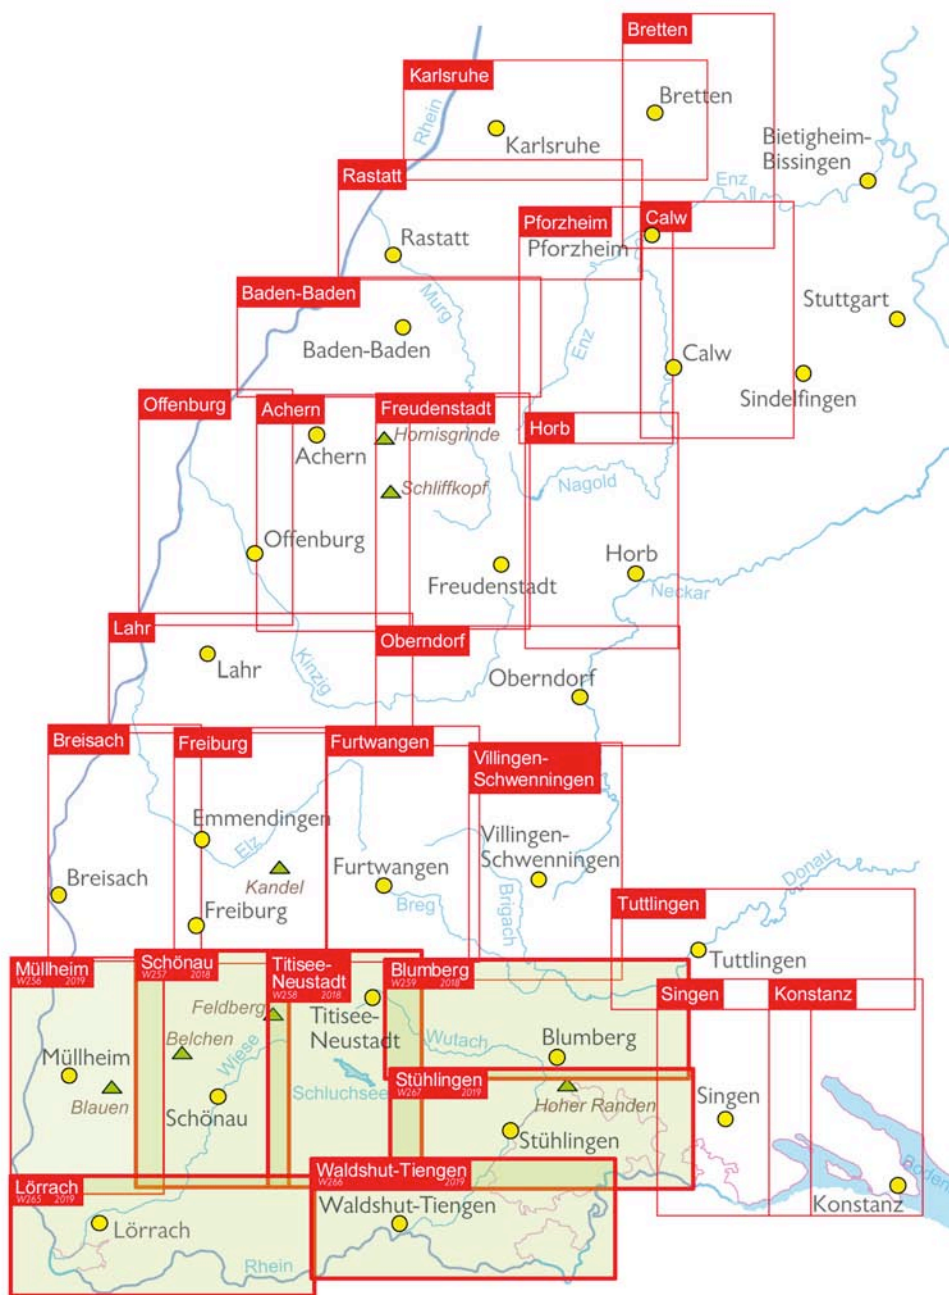 Bretten
Karlsruhe
Bretten
Rhein
Karlsruhe
Bietigheim-
Bissingen
Rastatt
Enz
Pforzheim
Calw
Rastatt
Pforzheim
Baden-Baden
Murg
Stuttgart
Baden-Baden
Enz
Calw
Sindelfingen
Offenburg
Achern
Freudenstadt
Horb
Hornisgrinde
Achern
Nagold
Schliffkopf
Offenburg
Horb
Freudenstadt
Neckar
Lahr
Oberndorf
Kinzig
Lahr
Oberndorf
Breisach
Freiburg
Furtwangen
Villingen-
Schwenningen
Emmendingen
Elz
Villingen-
Schwenningen
Furtwangen
Donau
Breisach
Kandel
Breg
Brigach
Tuttlingen
Freiburg
Tuttlingen
Müllheim
W256 2019
Schönau
W257 2018
Titisee-
Neustadt
W258 2018
Blumberg
W259 2018
Singen
Konstanz
Feldberg
Titisee-
Neustadt
Belchen
Wiese
Wutach
Blumberg
Müllheim
Stühlingen
W267 2019
Blauen
Schluchsee
Hoher Randen
Schönau
Singen
Stühlingen
Waldshut-Tiengen
W266 2019
Lörrach
W265 2019
Boden
Konstanz
Lörrach
Waldshut-Tiengen
Rhein